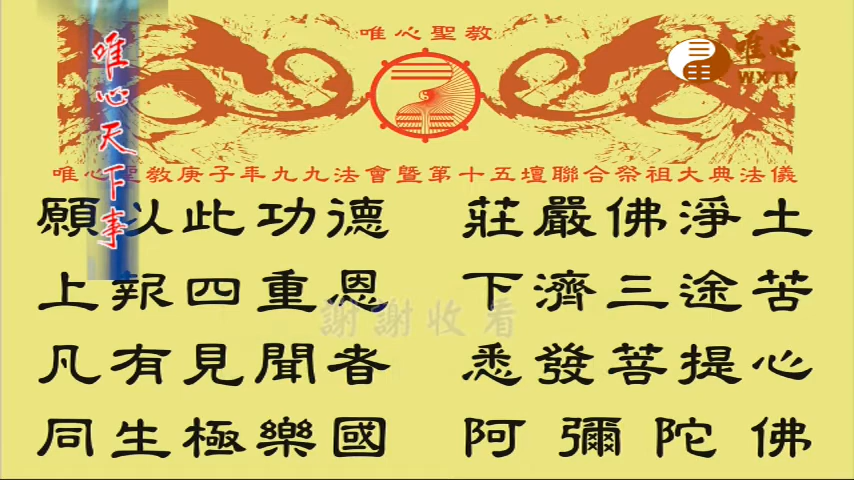 唯心聖教
唯心
WXTV
唯心天下事
唯心聖教庚子年九九法會暨第十五壇聯合祭祖大典法儀
願以此功德 莊嚴佛淨土
上報四重恩 下濟三途苦
謝謝收看
凡有見聞者 悉發菩提心
同生極樂國 阿彌陀佛